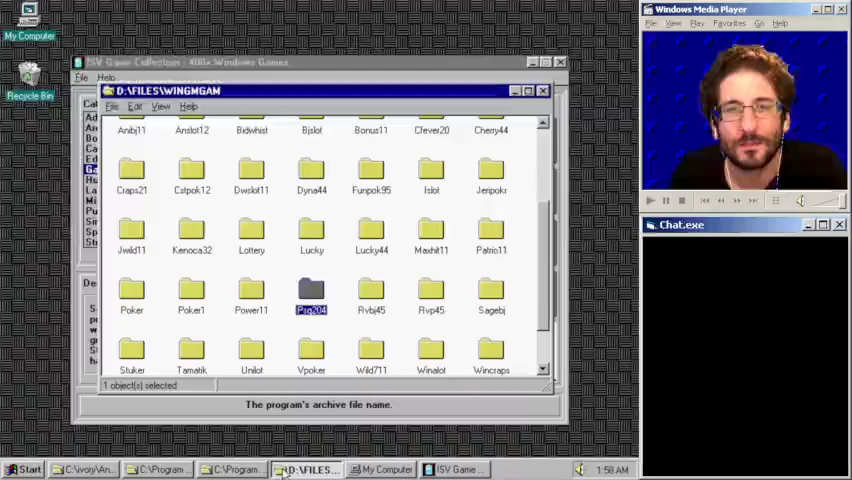 My Computer
Recycle Bin
ISV Game Collection - 400+ Windows Games
File Help
D:\FILES\WINGMGAM
File Edit View Help
Anibj11 Anslot12 Bidwhist Bjslot Bonus11 Cfever20 Cherry44
Craps21 Cstpok12 Dwslot11 Dyna44 Funpok95 Islot Jeripokr
Jwild11 Kenoca32 Lottery Lucky Lucky44 Maxhit11 Patrio11
Poker Poker1 Power11 Psg204 Rvbj45 Rvp45 Sagebj
Stuker Tamatik Unilot Vpoker Wild711 Winalot Wincraps
1 object(s) selected
The program's archive file name.
Windows Media Player
File View Play Favorites Go Help
Chat.exe
Start C:\ivory\An... C:\Program ... C:\Program... D:\FILES... My Computer ISV Game ... 1:58 AM